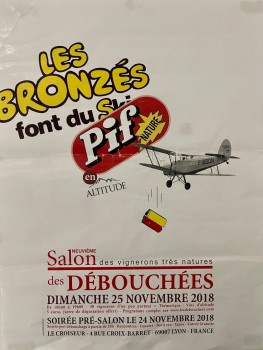 LES
BRONZÉS
font du Ski
Pif
NATURE
en
ALTITUDE
NEUVIÈME
Salon des vignerons très natures
des DÉBOUCHÉES
DIMANCHE 25 NOVEMBRE 2018
SOIRÉE PRÉ-SALON LE 24 NOVEMBRE 2018
LE CROISEUR - 4 RUE CROIX-BARRET - 69007 LYON - FRANCE